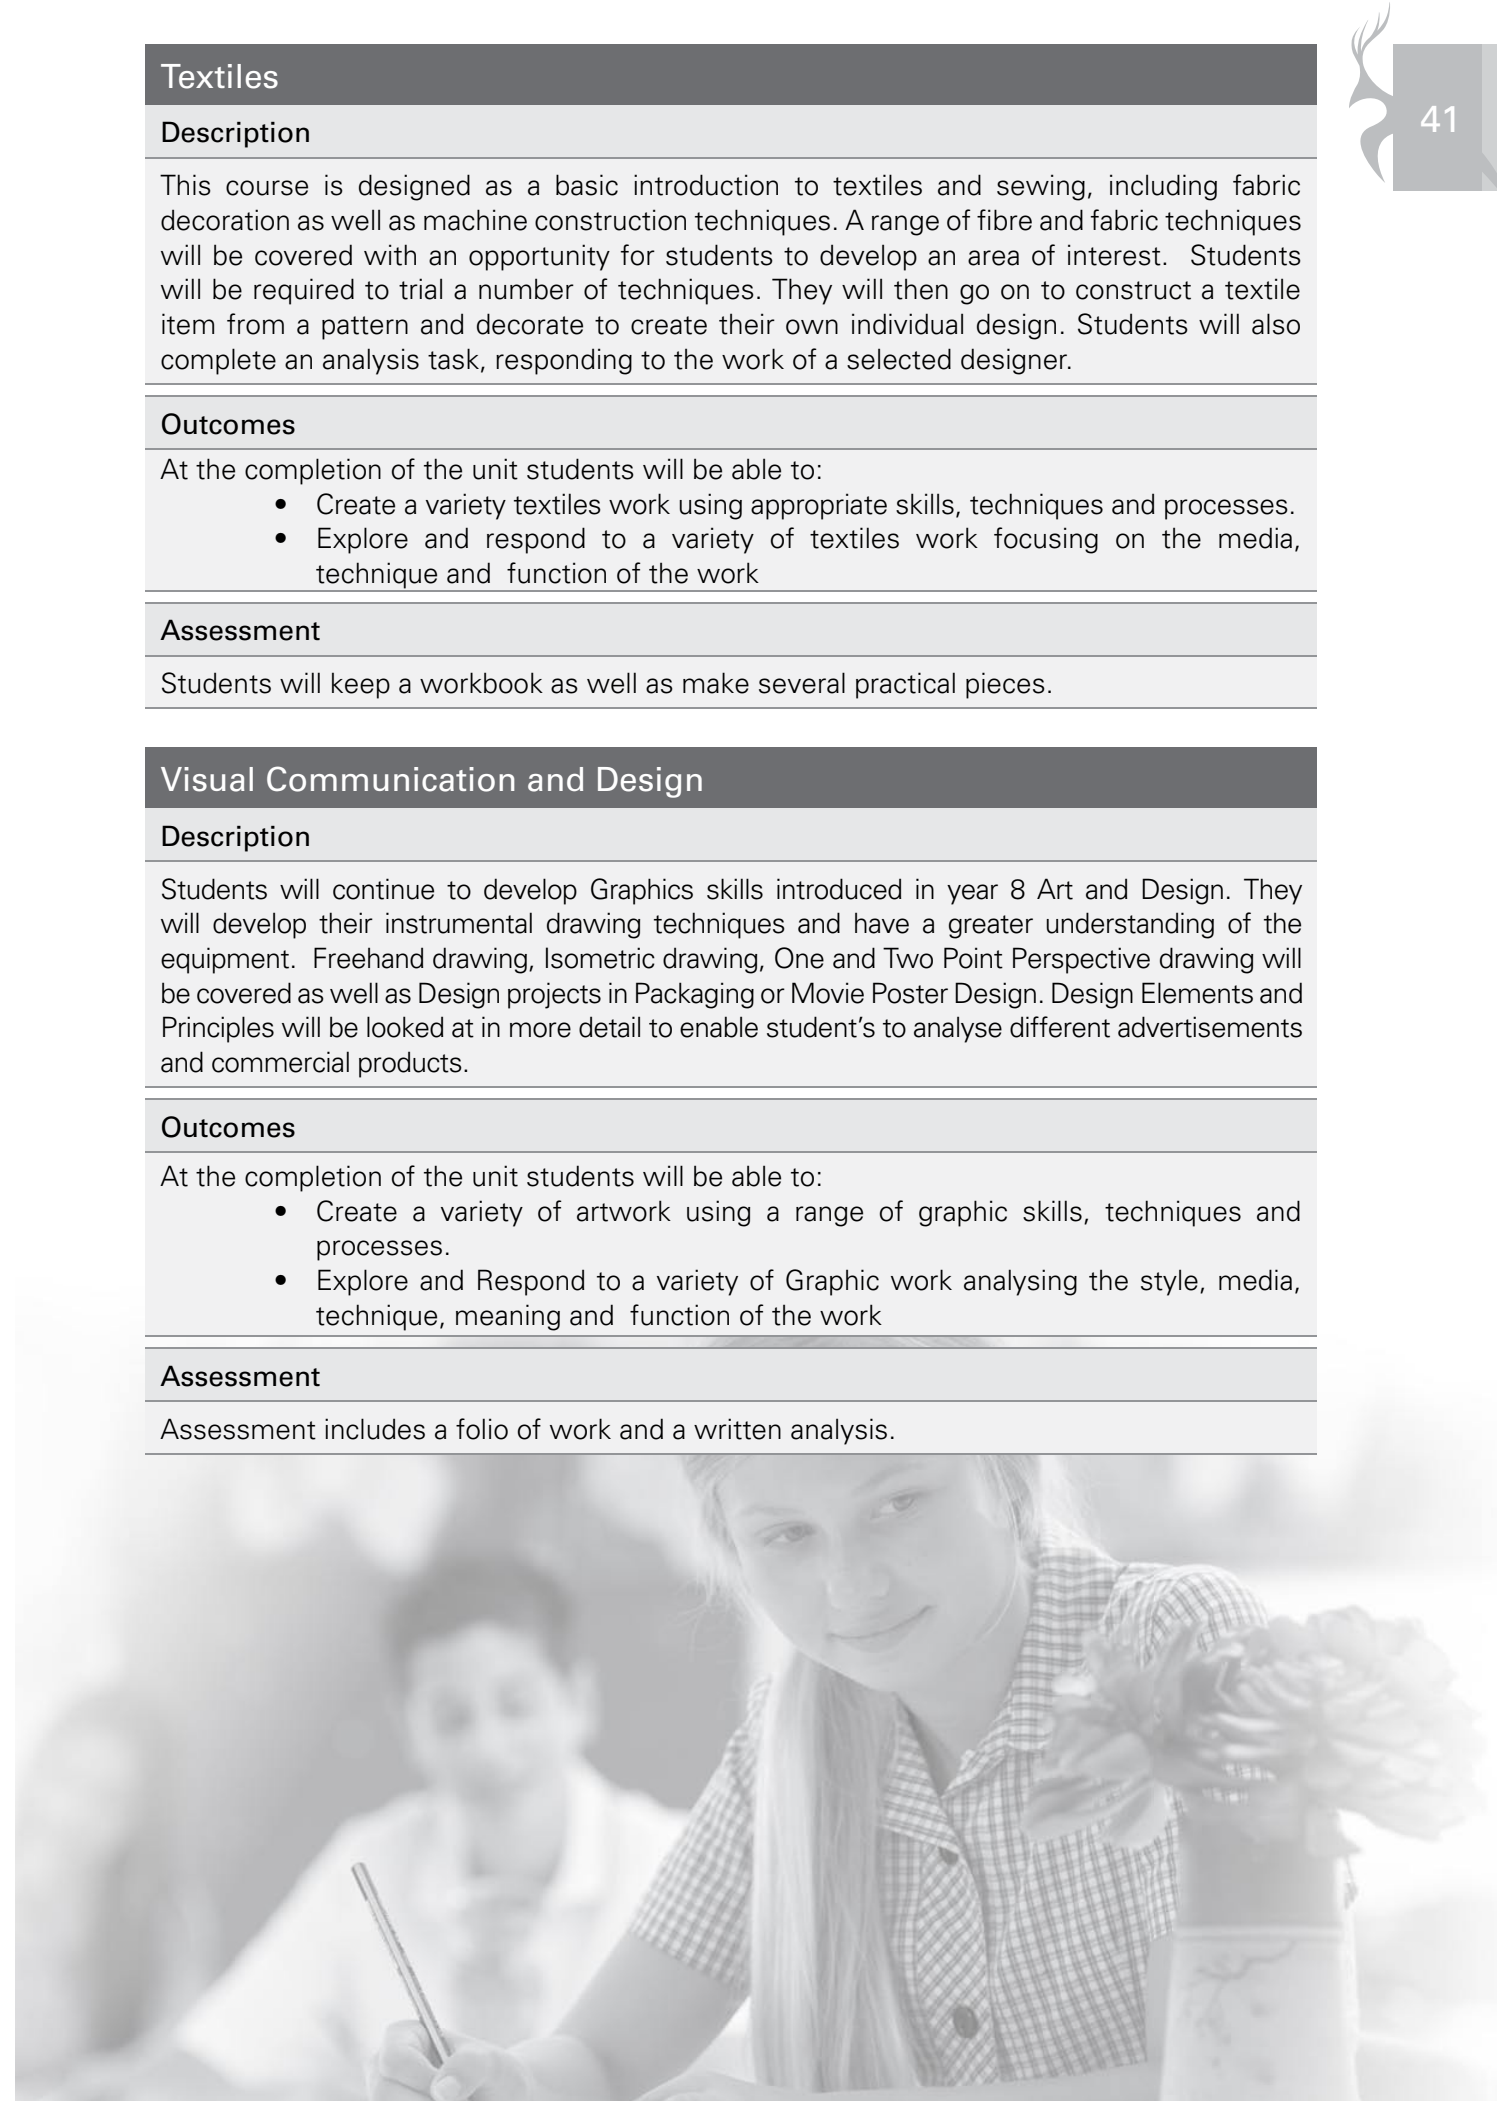 41
Textiles
Description
This course is designed as a basic introduction to textiles and sewing, including fabric
decoration as well as machine construction techniques. A range of fibre and fabric techniques
will be covered with an opportunity for students to develop an area of interest.  Students
will be required to trial a number of techniques. They will then go on to construct a textile
item from a pattern and decorate to create their own individual design. Students will also
complete an analysis task, responding to the work of a selected designer.
Outcomes
At the completion of the unit students will be able to:
• Create a variety textiles work using appropriate skills, techniques and processes.
• Explore and respond to a variety of textiles work focusing on the media,
technique and  function of the work
Assessment
Students will keep a workbook as well as make several practical pieces.
Visual Communication and Design
Description
Students will continue to develop Graphics skills introduced in year 8 Art and Design. They
will develop their instrumental drawing techniques and have a greater understanding of the
equipment.  Freehand drawing, Isometric drawing, One and Two Point Perspective drawing will
be covered as well as Design projects in Packaging or Movie Poster Design. Design Elements and
Principles will be looked at in more detail to enable student’s to analyse different advertisements
and commercial products.
Outcomes
At the completion of the unit students will be able to:
• Create a variety of artwork using a range of graphic skills, techniques and
processes.
• Explore and Respond to a variety of Graphic work analysing the style, media,
technique, meaning and  function of the work
Assessment
Assessment includes a folio of work and a written analysis.